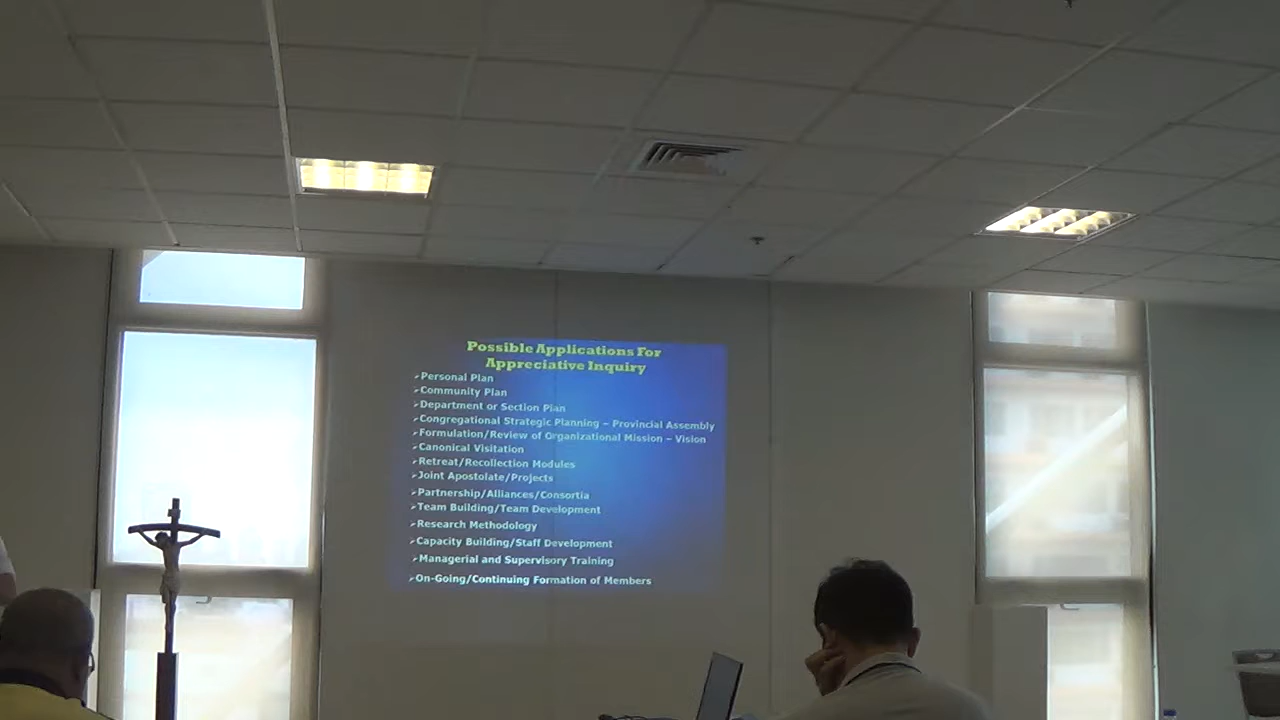 Possible Applications For
Appreciative Inquiry
Personal Plan
Community Plan
Department or Section Plan
Congregational Strategic Planning – Provincial Assembly
Formulation/Review of Organizational Mission – Vision
Canonical Visitation
Retreat/Recollection Modules
Joint Apostolate/Projects
Partnership/Alliances/Consortia
Team Building/Team Development
Research Methodology
Capacity Building/Staff Development
Managerial and Supervisory Training
On-Going/Continuing Formation of Members